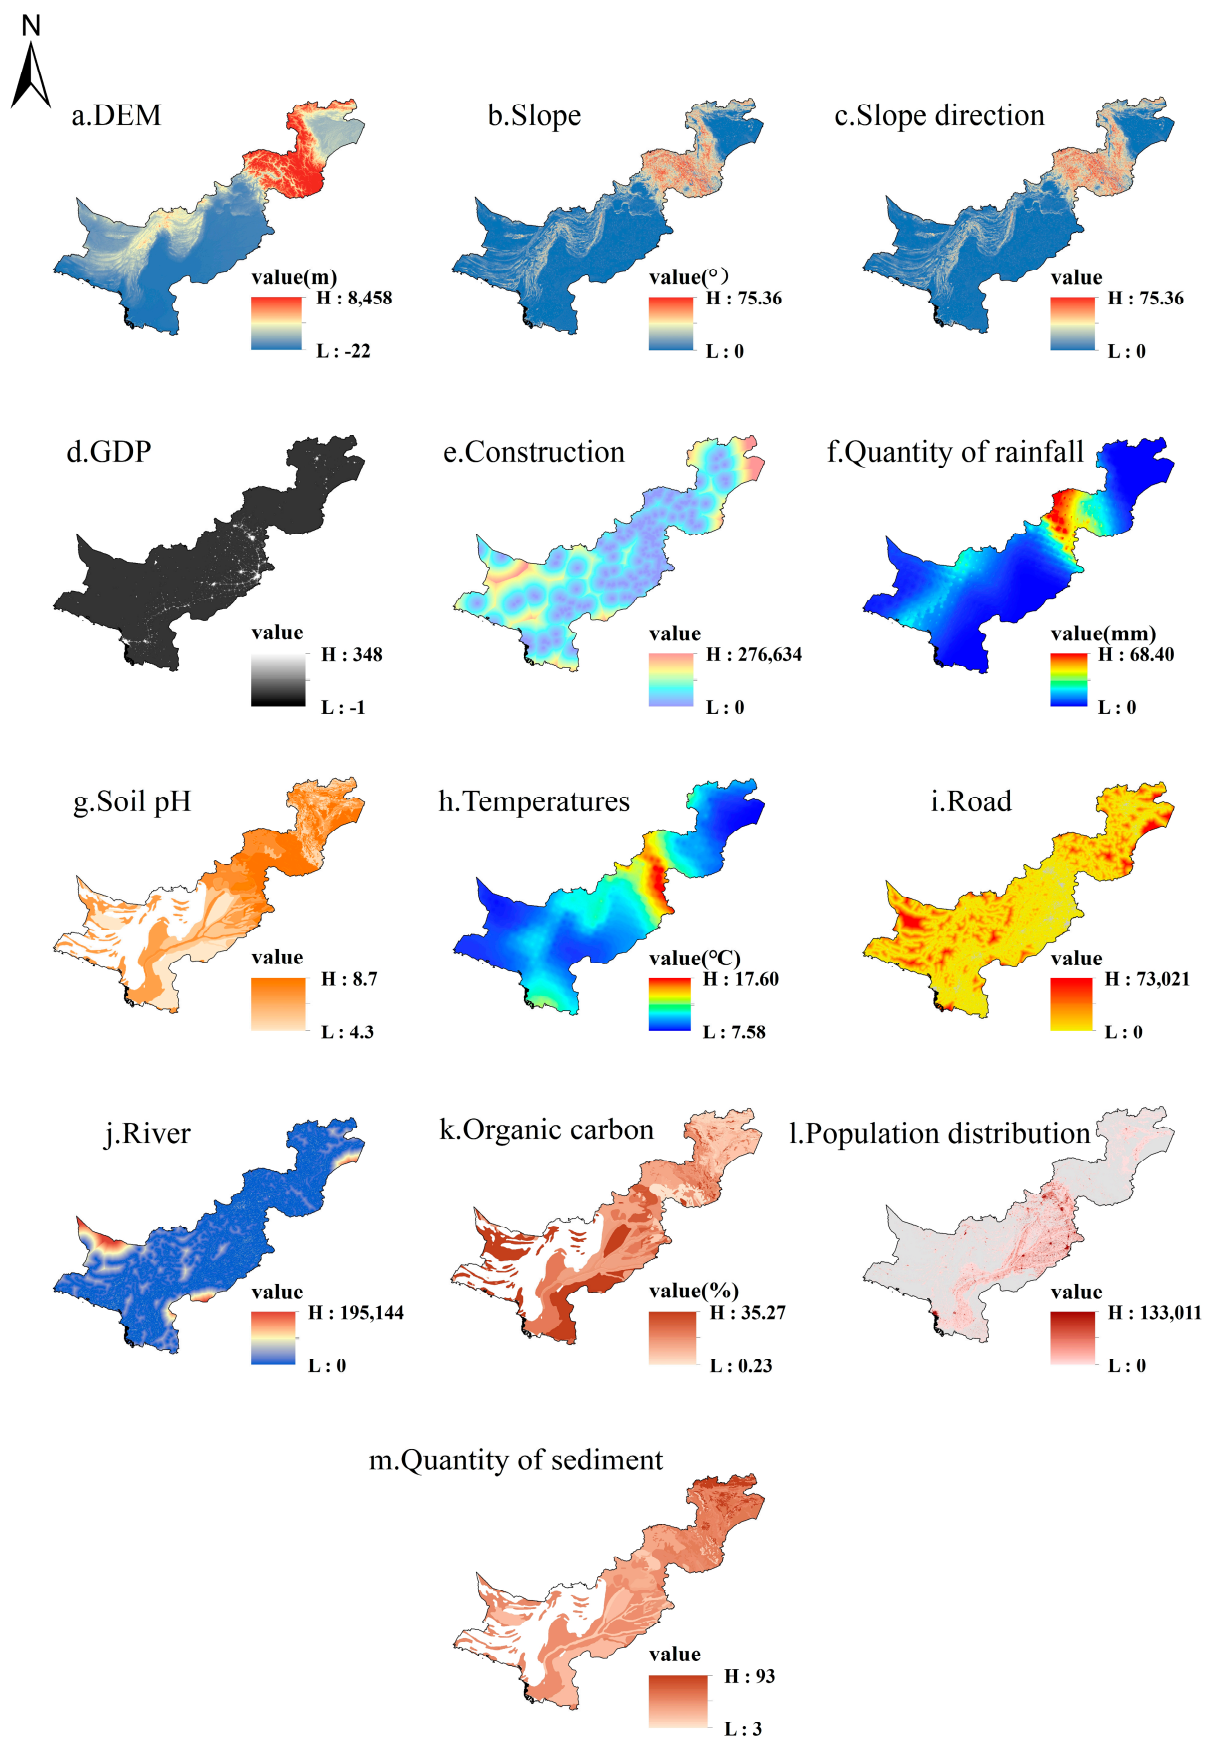 N
a.DEM
value(m)
H : 8,458
L : -22
b.Slope
value(°)
H : 75.36
L : 0
c.Slope direction
value
H : 75.36
L : 0
d.GDP
value
H : 348
L : -1
e.Construction
value
H : 276,634
L : 0
f.Quantity of rainfall
value(mm)
H : 68.40
L : 0
g.Soil pH
value
H : 8.7
L : 4.3
h.Temperatures
value(°C)
H : 17.60
L : 7.58
i.Road
value
H : 73,021
L : 0
j.River
value
H : 195,144
L : 0
k.Organic carbon
value(%)
H : 35.27
L : 0.23
l.Population distribution
value
H : 133,011
L : 0
m.Quantity of sediment
value
H : 93
L : 3